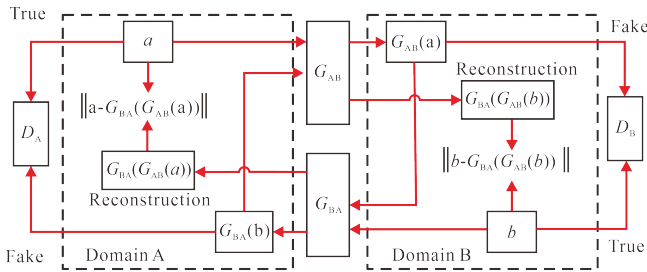 True
a
G_AB
G_AB(a)
Fake
‖a-G_BA(G_AB(a))‖
Reconstruction
G_BA(G_AB(b))
D_A
D_B
G_BA(G_AB(a))
Reconstruction
‖b-G_BA(G_AB(b))‖
G_BA
G_BA(b)
b
Fake
Domain A
Domain B
True